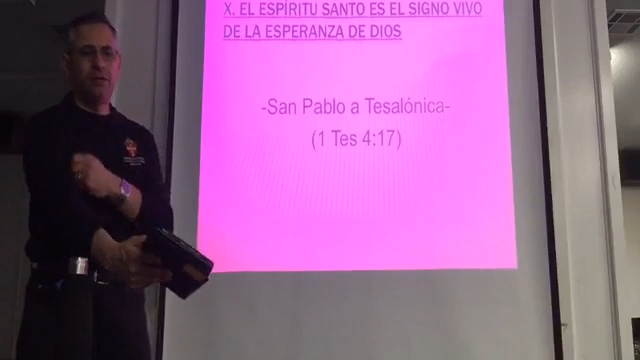 X. EL ESPÍRITU SANTO ES EL SIGNO VIVO
DE LA ESPERANZA DE DIOS
-San Pablo a Tesalónica-
(1 Tes 4:17)